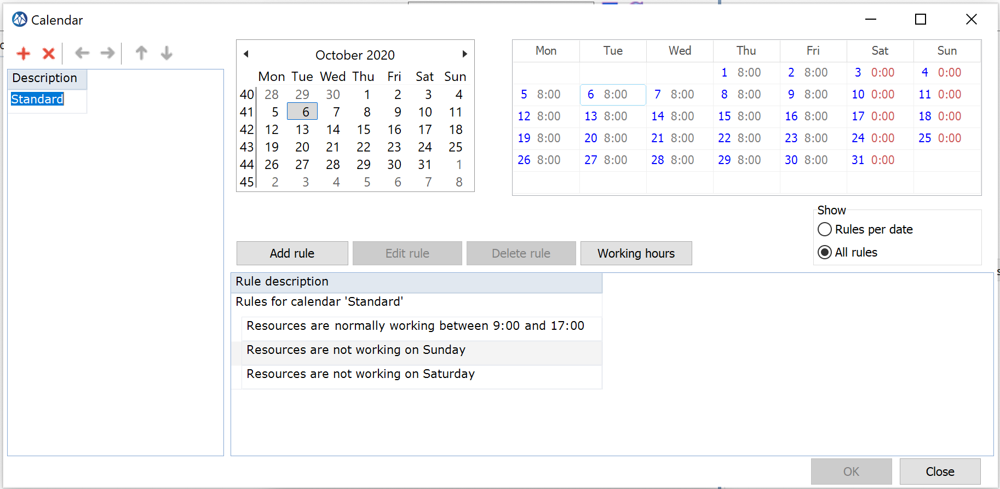 Calendar
Description
Standard
October 2020
Mon Tue Wed Thu Fri Sat Sun
40 28 29 30 1 2 3 4
41 5 6 7 8 9 10 11
42 12 13 14 15 16 17 18
43 19 20 21 22 23 24 25
44 26 27 28 29 30 31 1
45 2 3 4 5 6 7 8
Mon Tue Wed Thu Fri Sat Sun
1 8:00 2 8:00 3 0:00 4 0:00
5 8:00 6 8:00 7 8:00 8 8:00 9 8:00 10 0:00 11 0:00
12 8:00 13 8:00 14 8:00 15 8:00 16 8:00 17 0:00 18 0:00
19 8:00 20 8:00 21 8:00 22 8:00 23 8:00 24 0:00 25 0:00
26 8:00 27 8:00 28 8:00 29 8:00 30 8:00 31 0:00
Show
Rules per date
All rules
Add rule Edit rule Delete rule Working hours
Rule description
Rules for calendar 'Standard'
Resources are normally working between 9:00 and 17:00
Resources are not working on Sunday
Resources are not working on Saturday
OK Close